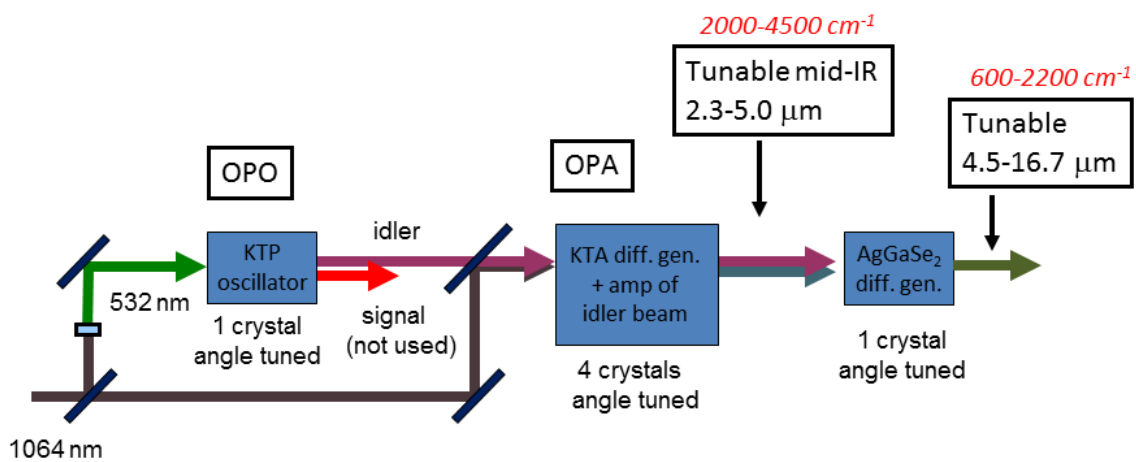 2000-4500 cm⁻¹
Tunable mid-IR
2.3-5.0 μm
600-2200 cm⁻¹
Tunable
4.5-16.7 μm
OPO
OPA
KTP
oscillator
idler
KTA diff. gen.
+ amp of
idler beam
AgGaSe₂
diff. gen.
532 nm
1 crystal
angle tuned
signal
(not used)
4 crystals
angle tuned
1 crystal
angle tuned
1064 nm